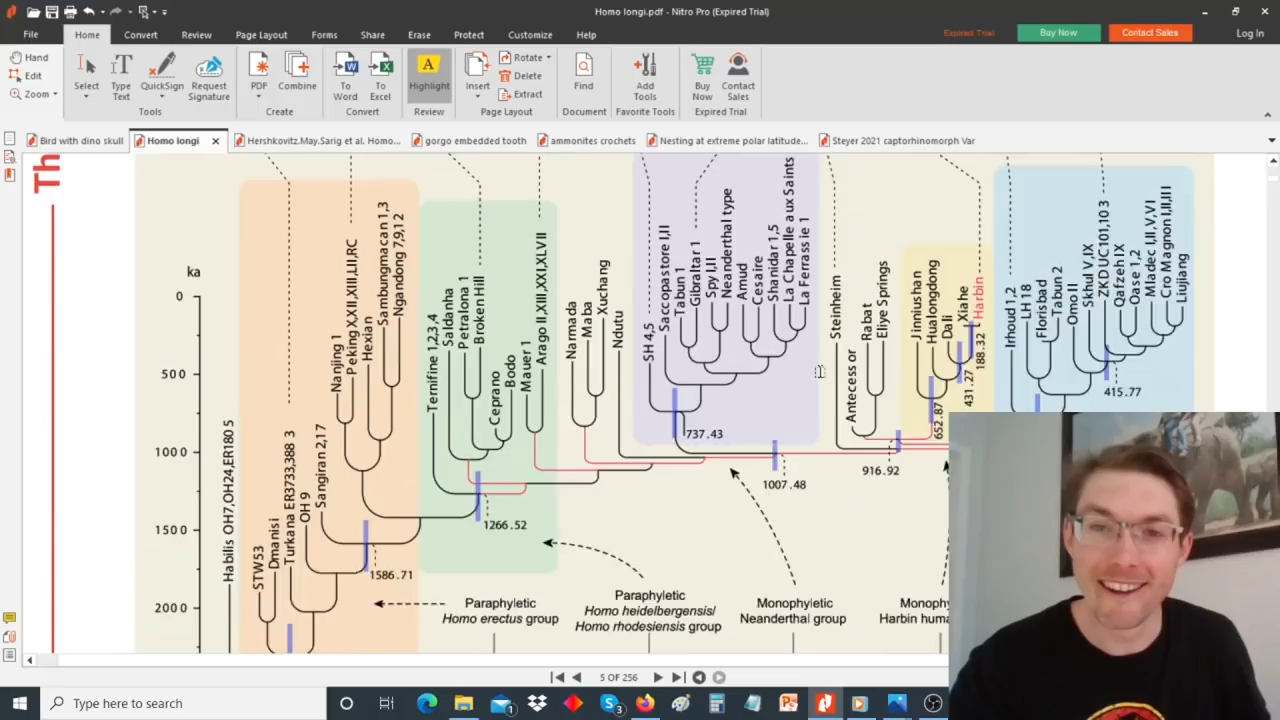 Homo longi.pdf - Nitro Pro (Expired Trial)
File Home Convert Review Page Layout Forms Share Erase Protect Customize Help
Expired Trial Buy Now Contact Sales Log In
Hand
Edit
Zoom
Select
Type Text
QuickSign
Request Signature
PDF
Combine
To Word
To Excel
Highlight
Insert
Rotate
Delete
Extract
Find
Add Tools
Buy Now
Contact Sales
Tools Create Convert Review Page Layout Document Favorite Tools Expired Trial
Bird with dino skull
Homo longi
Hershkovitz.May.Sarig et al. Homo...
gorgo embedded tooth
ammonites crochets
Nesting at extreme polar latitude...
Steyer 2021 captorhinomorph Var
Th
ka
0
500
1000
1500
2000
Habilis OH7,OH24,ER1805
STW53
Dmanisi
Turkana ER3733,3883
OH 9
Sangiran 2,17
Nanjing 1
Peking X,XII,XIII,LII,RC
Hexian
Sambungmacan 1,3
Ngandong 7,9,12
Ternifine 1,2,3,4
Saldanha
Petralona 1
Broken Hill
Ceprano
Bodo
Mauer 1
Arago II,XIII,XXI,XLVII
Narmada
Maba
Xuchang
Ndutu
SH 4,5
Saccopastore I,II
Tabun 1
Gibraltar 1
Spy I,II
Neanderthal type
Amud
Cesaire
Shanidar 1,5
La Chapelle aux Saints
La Ferrassie 1
Steinheim
Antecessor
Rabat
Eliye Springs
Jinniushan
Hualongdong
Dali
Xiahe
Harbin
Irhoud 1,2
LH 18
Florisbad
Tabun 2
Omo II
Skhul V,IX
ZKD UC101,103
Qafzeh IX
Oase 1,2
Mladec I,II,V,VI
Cro Magnon I,II,III
Liujiang
188.32
431.27
652.87
415.77
737.43
916.92
1007.48
1266.52
1586.71
Paraphyletic
Homo erectus group
Paraphyletic
Homo heidelbergensis/
Homo rhodesiensis group
Monophyletic
Neanderthal group
Monophy
Harbin huma
5 OF 256
Type here to search
1
3